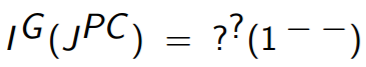 I^G(J^{PC}) = ?^?(1^{− −})